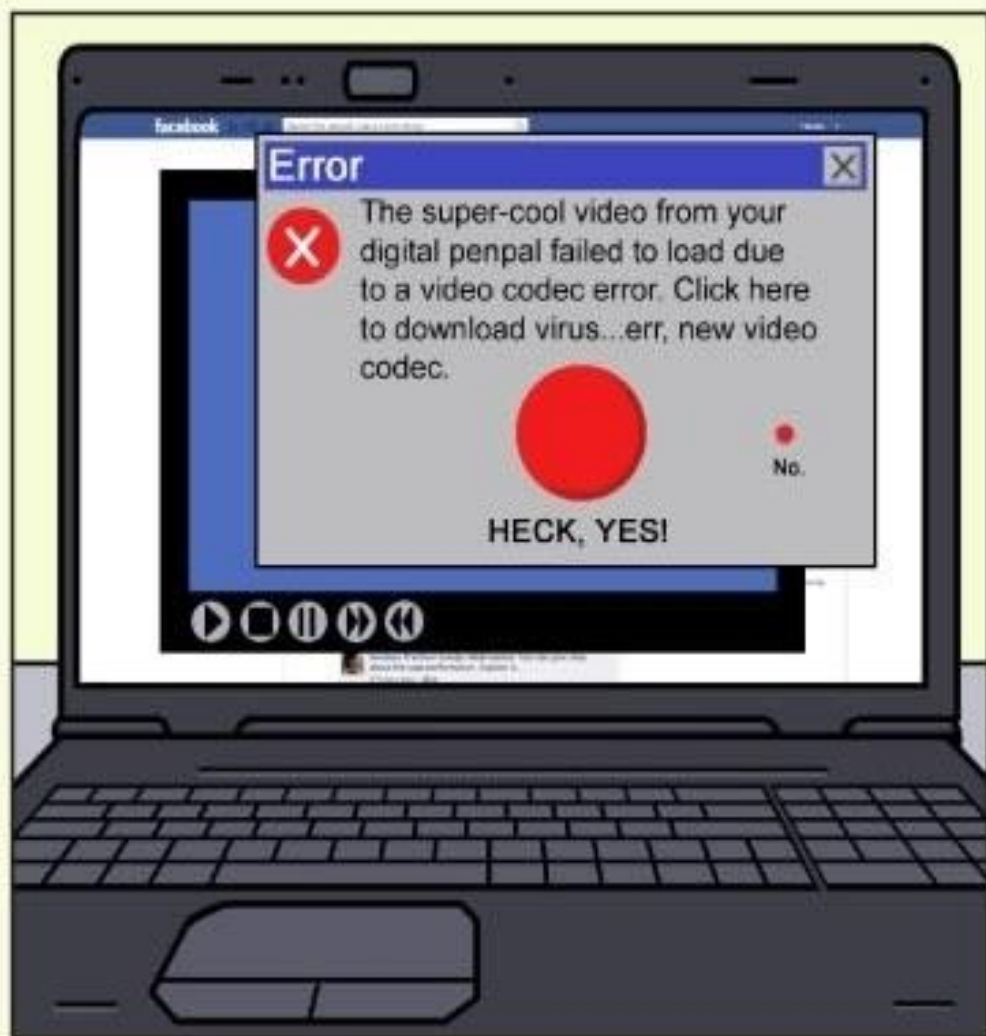 facebook
Error
The super-cool video from your
digital penpal failed to load due
to a video codec error. Click here
to download virus...err, new video
codec.
No.
HECK, YES!